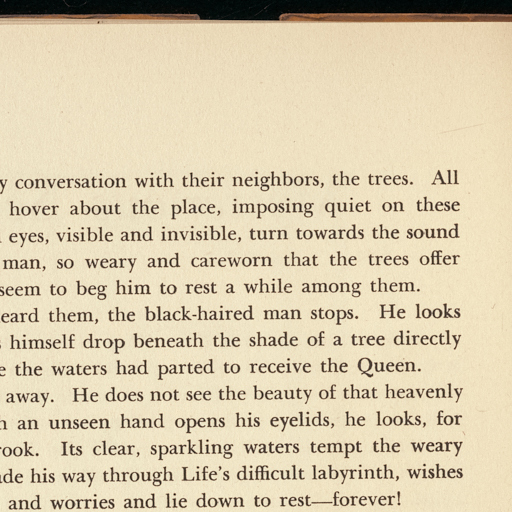 y conversation with their neighbors, the trees. All
hover about the place, imposing quiet on these
eyes, visible and invisible, turn towards the sound
man, so weary and careworn that the trees offer
seem to beg him to rest a while among them.
eard them, the black-haired man stops. He looks
himself drop beneath the shade of a tree directly
e the waters had parted to receive the Queen.
away. He does not see the beauty of that heavenly
an unseen hand opens his eyelids, he looks, for
rook. Its clear, sparkling waters tempt the weary
de his way through Life's difficult labyrinth, wishes
and worries and lie down to rest—forever!